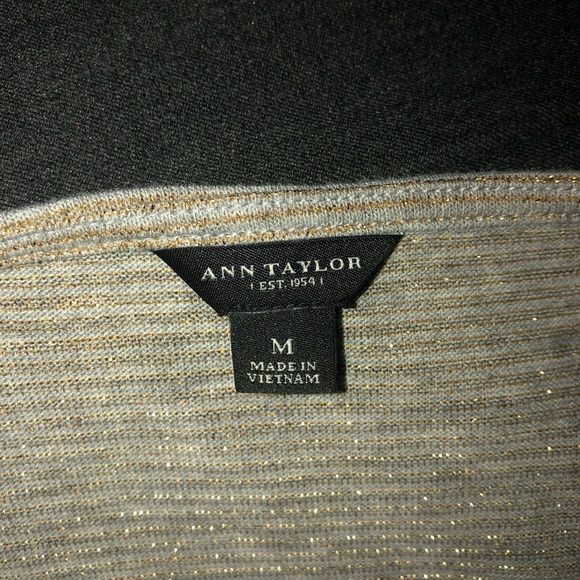 ANN TAYLOR
EST. 1954
M
MADE IN
VIETNAM